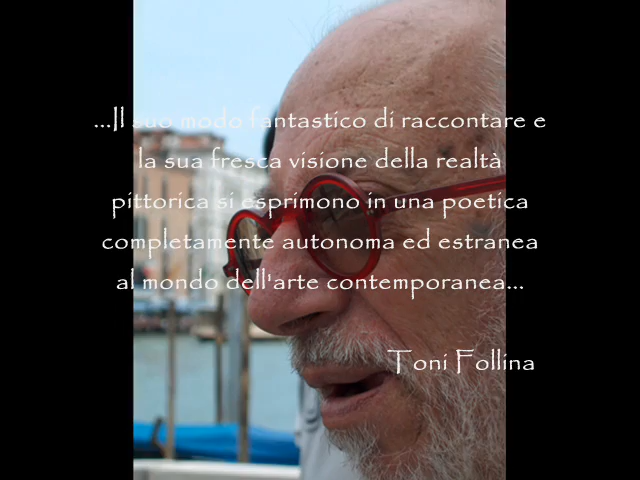 ...Il suo modo fantastico di raccontare e
la sua fresca visione della realtà
pittorica si esprimono in una poetica
completamente autonoma ed estranea
al mondo dell'arte contemporanea...
Toni Follina